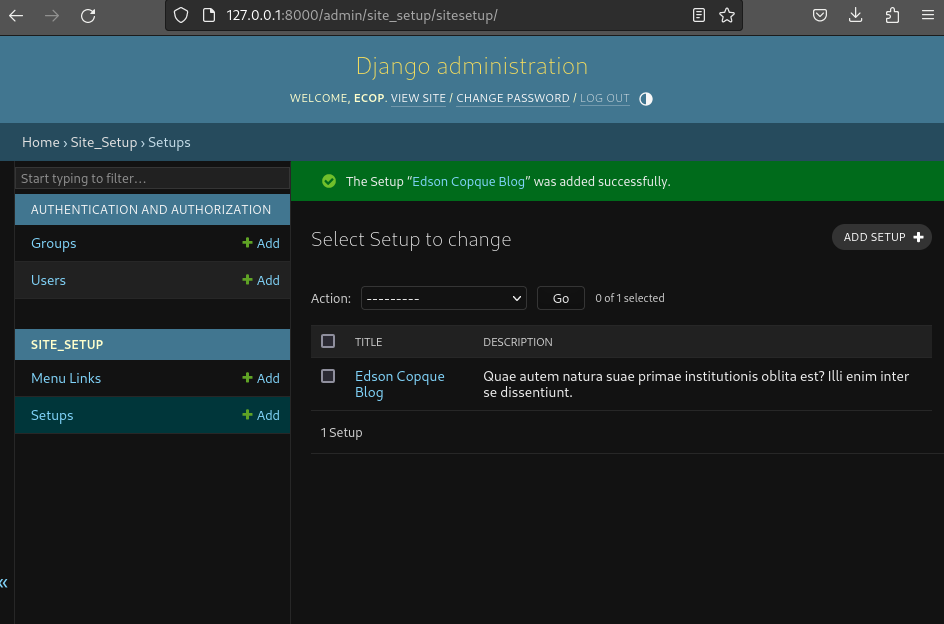 127.0.0.1:8000/admin/site_setup/sitesetup/
Django administration
WELCOME, ECOP. VIEW SITE / CHANGE PASSWORD / LOG OUT
Home › Site_Setup › Setups
Start typing to filter...
The Setup “Edson Copque Blog” was added successfully.
AUTHENTICATION AND AUTHORIZATION
Groups + Add
Users + Add
SITE_SETUP
Menu Links + Add
Setups + Add
«
Select Setup to change
ADD SETUP +
Action: --------- Go 0 of 1 selected
TITLE DESCRIPTION
Edson Copque
Blog
Quae autem natura suae primae institutionis oblita est? Illi enim inter
se dissentiunt.
1 Setup